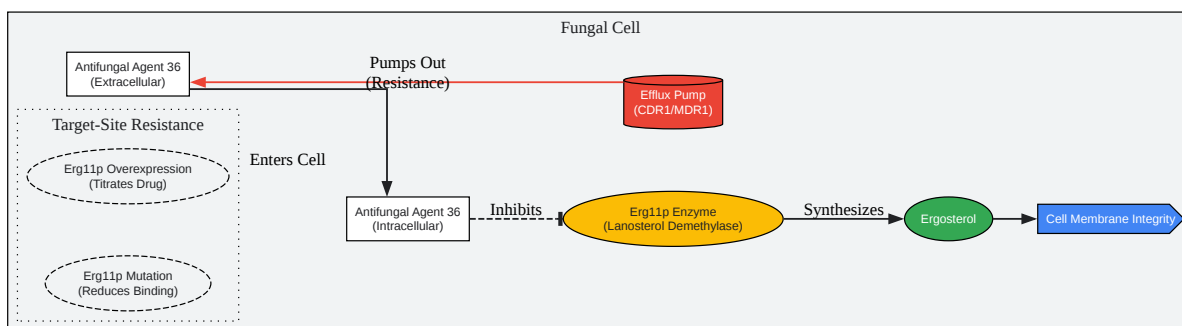 Fungal Cell
Antifungal Agent 36
(Extracellular)
Pumps Out
(Resistance)
Efflux Pump
(CDR1/MDR1)
Target-Site Resistance
Erg11p Overexpression
(Titrates Drug)
Enters Cell
Antifungal Agent 36
(Intracellular)
Inhibits
Erg11p Enzyme
(Lanosterol Demethylase)
Synthesizes
Ergosterol
Cell Membrane Integrity
Erg11p Mutation
(Reduces Binding)